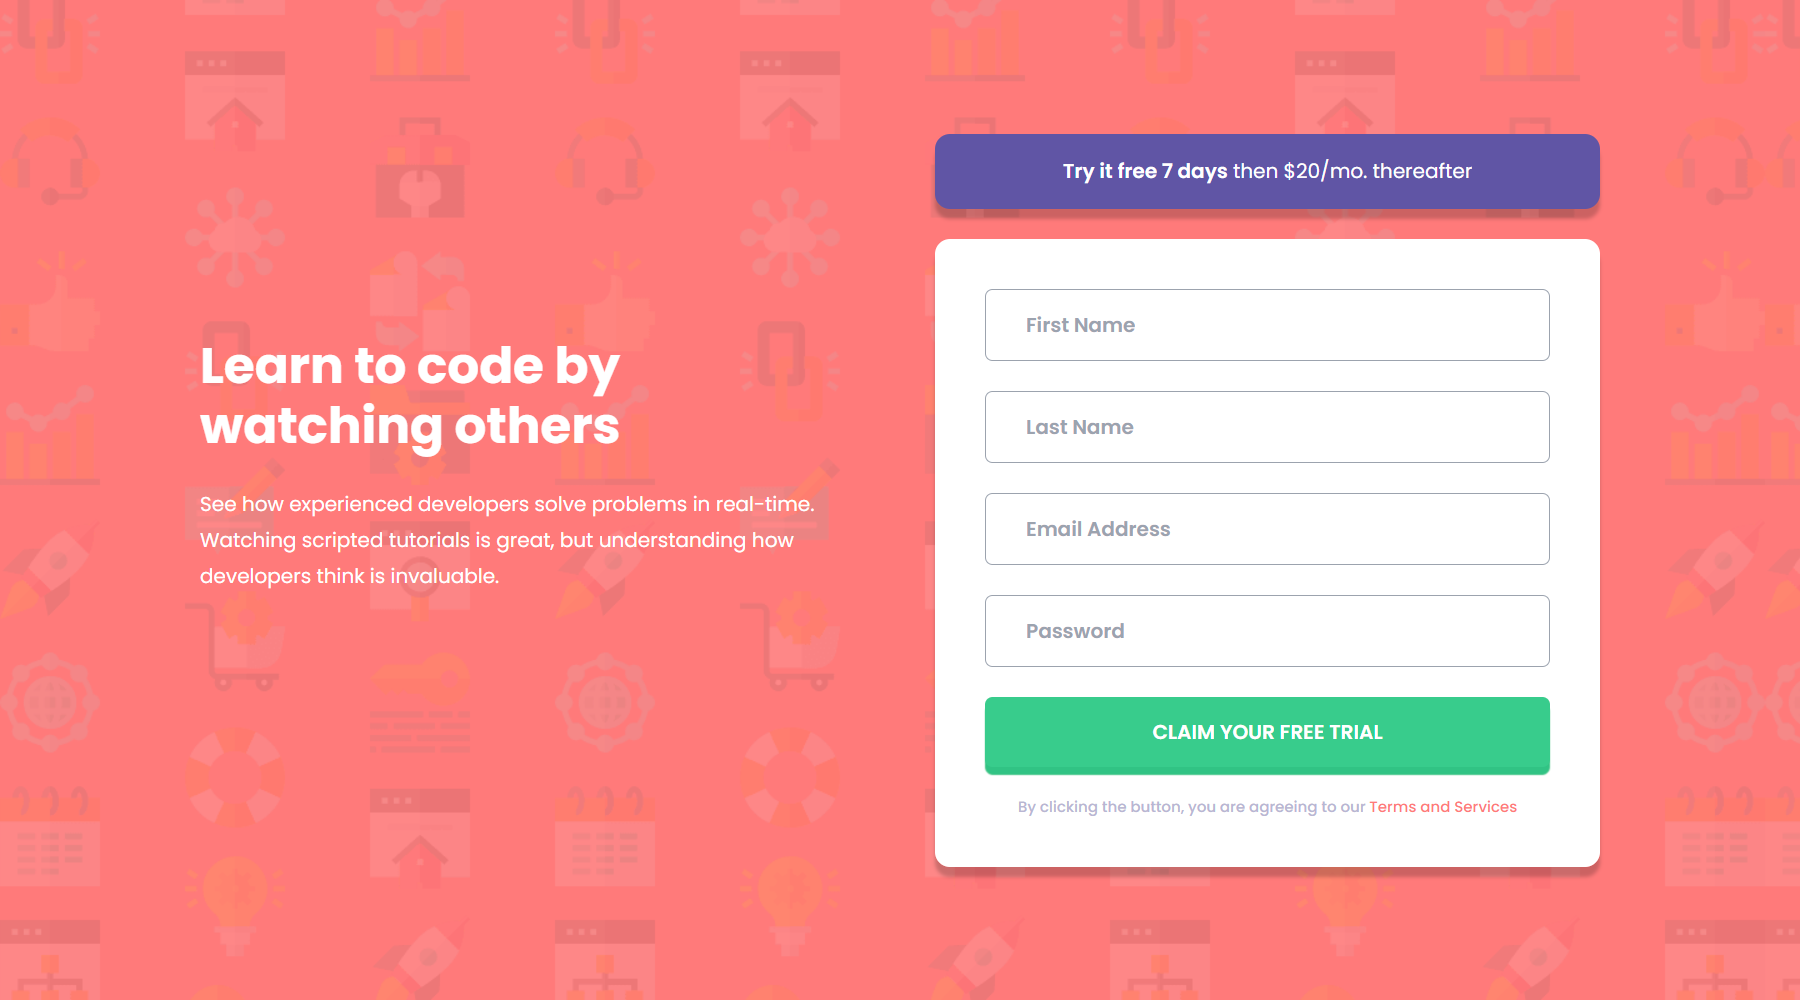 Learn to code by
watching others
See how experienced developers solve problems in real-time.
Watching scripted tutorials is great, but understanding how
developers think is invaluable.
Try it free 7 days then $20/mo. thereafter
First Name
Last Name
Email Address
Password
CLAIM YOUR FREE TRIAL
By clicking the button, you are agreeing to our Terms and Services